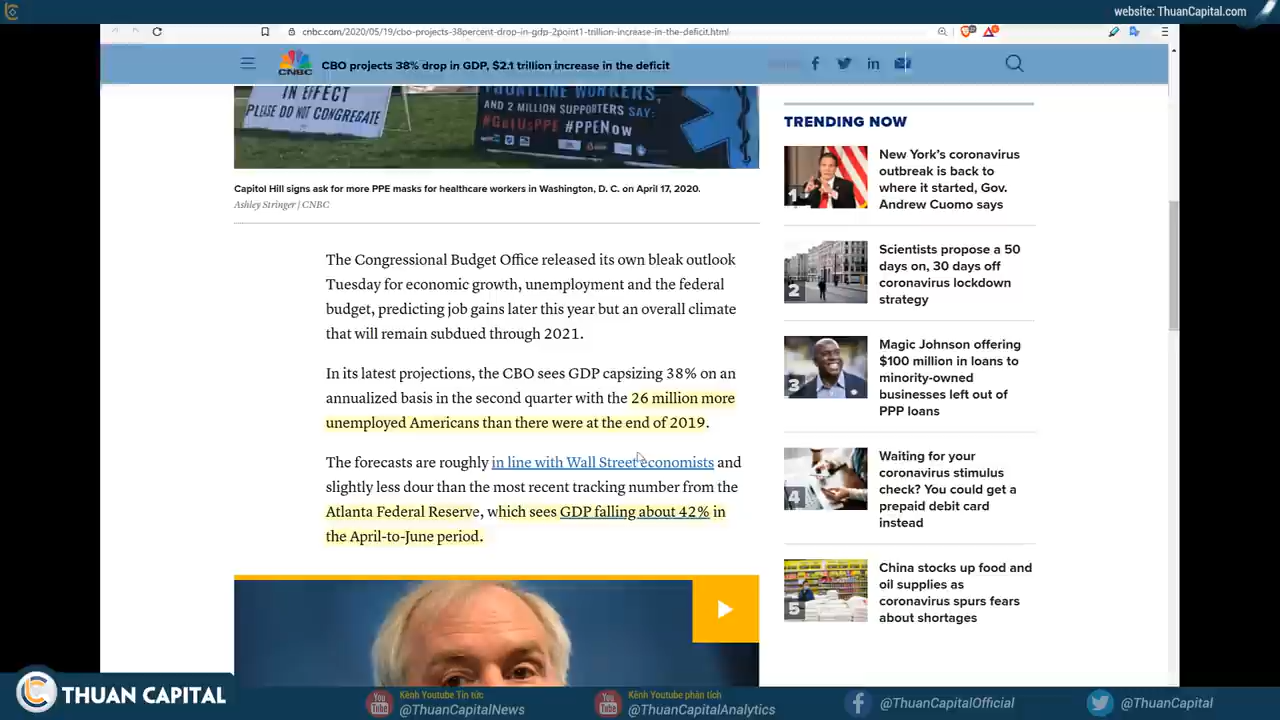 website: ThuanCapital.com
cnbc.com/2020/05/19/cbo-projects-38percent-drop-in-gdp-2point1-trillion-increase-in-the-deficit.html
CNBC
CBO projects 38% drop in GDP, $2.1 trillion increase in the deficit
IN EFFECT
PLEASE DO NOT CONGREGATE
FRONTLINE WORKERS,
AND 2 MILLION SUPPORTERS SAY:
#GetUsPPE #PPENow
Capitol Hill signs ask for more PPE masks for healthcare workers in Washington, D. C. on April 17, 2020.
Ashley Stringer | CNBC
The Congressional Budget Office released its own bleak outlook
Tuesday for economic growth, unemployment and the federal
budget, predicting job gains later this year but an overall climate
that will remain subdued through 2021.
In its latest projections, the CBO sees GDP capsizing 38% on an
annualized basis in the second quarter with the 26 million more
unemployed Americans than there were at the end of 2019.
The forecasts are roughly in line with Wall Street economists and
slightly less dour than the most recent tracking number from the
Atlanta Federal Reserve, which sees GDP falling about 42% in
the April-to-June period.
TRENDING NOW
1
New York's coronavirus
outbreak is back to
where it started, Gov.
Andrew Cuomo says
2
Scientists propose a 50
days on, 30 days off
coronavirus lockdown
strategy
3
Magic Johnson offering
$100 million in loans to
minority-owned
businesses left out of
PPP loans
4
Waiting for your
coronavirus stimulus
check? You could get a
prepaid debit card
instead
5
China stocks up food and
oil supplies as
coronavirus spurs fears
about shortages
THUAN CAPITAL
Kênh Youtube Tin tức
@ThuanCapitalNews
Kênh Youtube phân tích
@ThuanCapitalAnalytics
@ThuanCapitalOfficial
@ThuanCapital